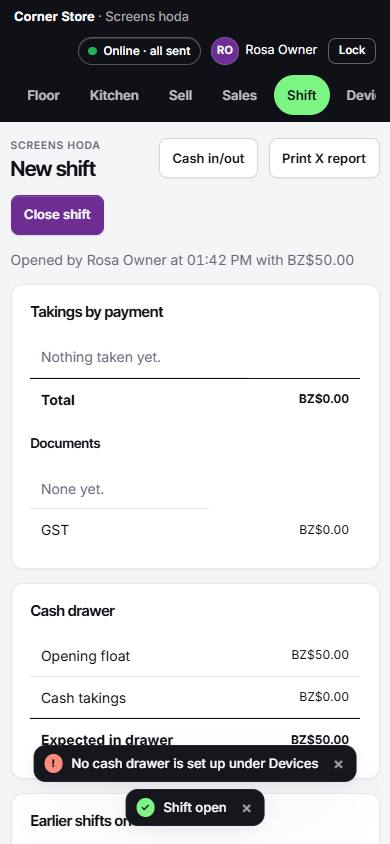 Corner Store · Screens hoda
Online · all sent
RO Rosa Owner
Lock
Floor Kitchen Sell Sales Shift Devi
SCREENS HODA
New shift
Cash in/out
Print X report
Close shift
Opened by Rosa Owner at 01:42 PM with BZ$50.00
Takings by payment
Nothing taken yet.
Total BZ$0.00
Documents
None yet.
GST BZ$0.00
Cash drawer
Opening float BZ$50.00
Cash takings BZ$0.00
Expected in drawer BZ$50.00
No cash drawer is set up under Devices ×
Shift open ×
Earlier shifts on